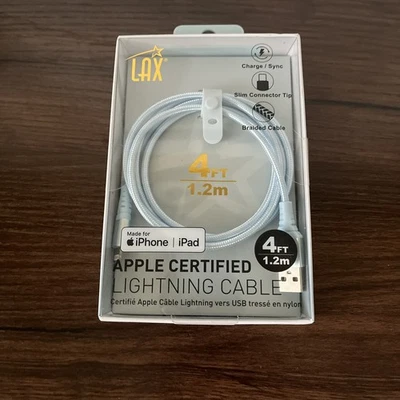 LAX
Charge / Sync
Slim Connector Tip
Braided Cable
4FT
1.2m
Made for
iPhone | iPad
4FT
1.2m
APPLE CERTIFIED
LIGHTNING CABLE
Certifié Apple Câble Lightning vers USB tressé en nylon